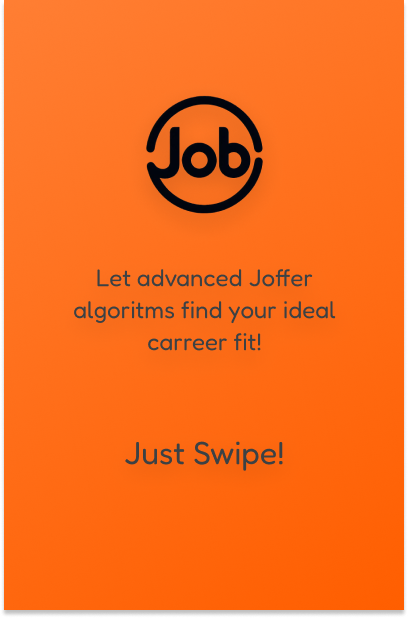 Job
Let advanced Joffer
algoritms find your ideal
carreer fit!
Just Swipe!